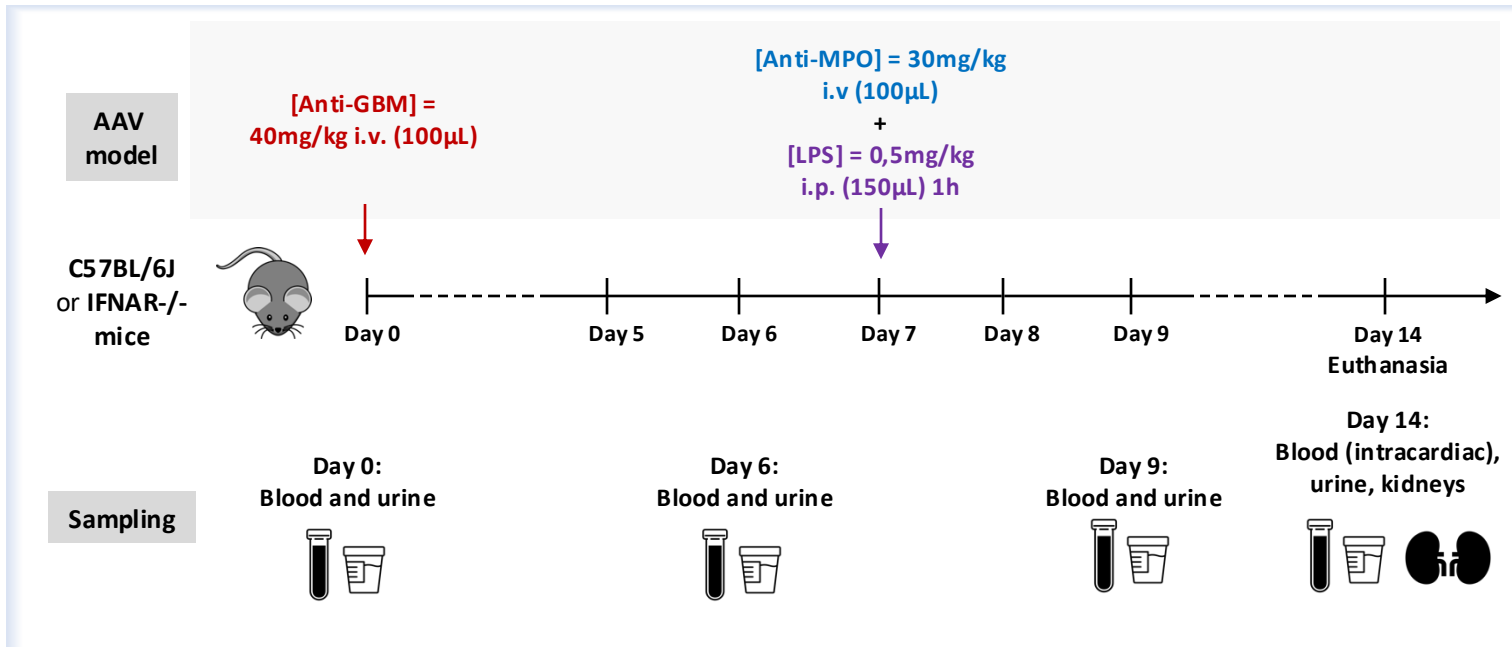 AAV
model
[Anti-GBM] =
40mg/kg i.v. (100µL)
[Anti-MPO] = 30mg/kg
i.v (100µL)
+
[LPS] = 0,5mg/kg
i.p. (150µL) 1h
C57BL/6J
or IFNAR-/-
mice
Day 0
Day 5
Day 6
Day 7
Day 8
Day 9
Day 14
Euthanasia
Sampling
Day 0:
Blood and urine
Day 6:
Blood and urine
Day 9:
Blood and urine
Day 14:
Blood (intracardiac),
urine, kidneys